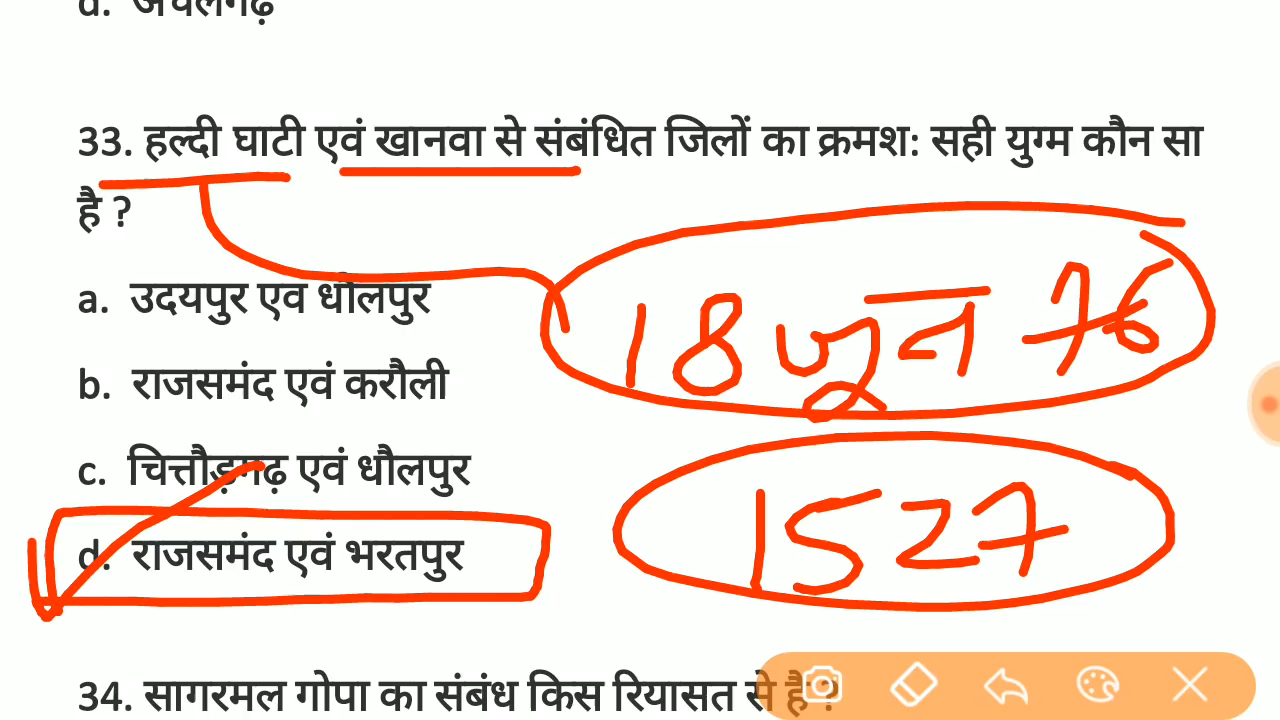 d. अचलगढ़
33. हल्दी घाटी एवं खानवा से संबंधित जिलों का क्रमश: सही युग्म कौन सा
है ?
a. उदयपुर एवं धौलपुर
18 जून 76
b. राजसमंद एवं करौली
c. चित्तौड़गढ़ एवं धौलपुर
1527
d. राजसमंद एवं भरतपुर
34. सागरमल गोपा का संबंध किस रियासत से है ?